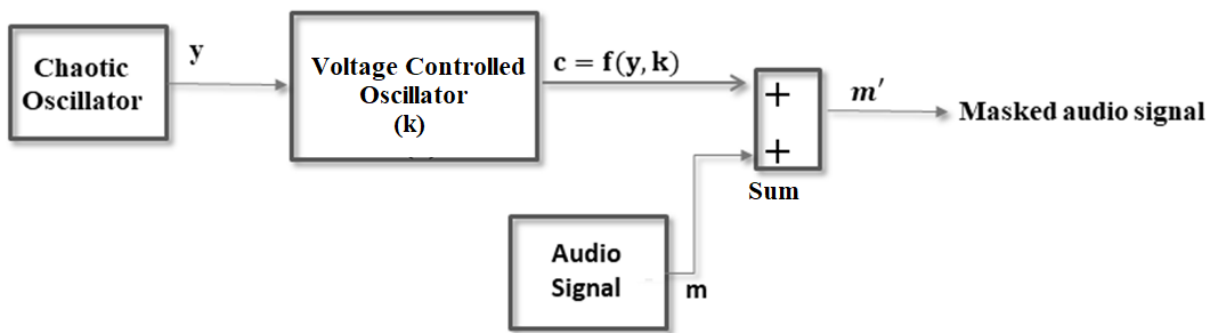 Chaotic
Oscillator
y
Voltage Controlled
Oscillator
(k)
c = f(y, k)
+
+
Sum
m′
Masked audio signal
Audio
Signal
m